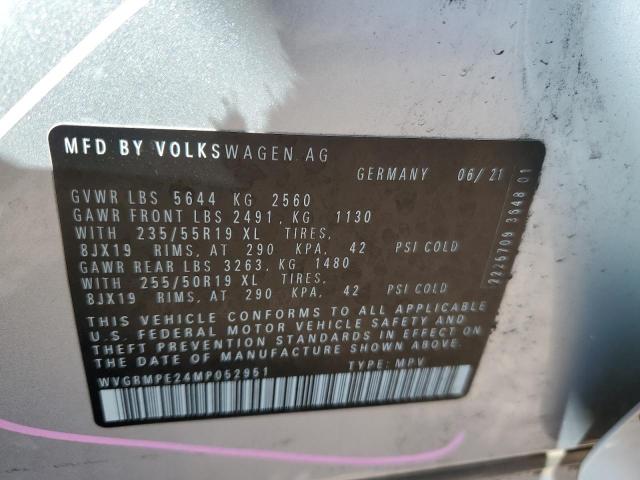 MFD BY VOLKSWAGEN AG
GERMANY 06/21
GVWR LBS 5644 KG 2560
GAWR FRONT LBS 2491, KG 1130
WITH 235/55R19 XL TIRES,
8JX19 RIMS, AT 290 KPA, 42 PSI COLD
GAWR REAR LBS 3263, KG 1480
WITH 255/50R19 XL TIRES,
8JX19 RIMS, AT 290 KPA, 42 PSI COLD
THIS VEHICLE CONFORMS TO ALL APPLICABLE
U.S. FEDERAL MOTOR VEHICLE SAFETY AND
THEFT PREVENTION STANDARDS IN EFFECT ON
THE DATE OF MANUFACTURE SHOWN ABOVE.
WVGRMPE24MP052951 TYPE: MPV